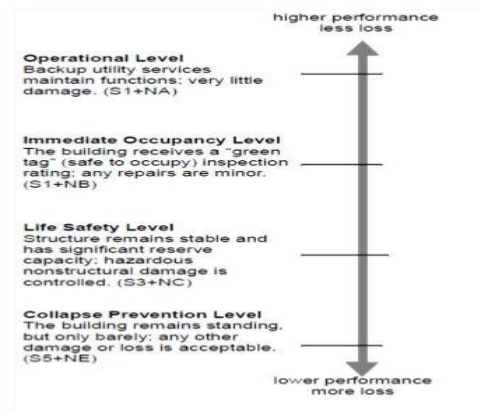 higher performance
less loss
Operational Level
Backup utility services
maintain functions; very little
damage. (S1+NA)
Immediate Occupancy Level
The building receives a "green
tag" (safe to occupy) inspection
rating; any repairs are minor.
(S1+NB)
Life Safety Level
Structure remains stable and
has significant reserve
capacity; hazardous
nonstructural damage is
controlled. (S3+NC)
Collapse Prevention Level
The building remains standing,
but only barely; any other
damage or loss is acceptable.
(S5+NE)
lower performance
more loss